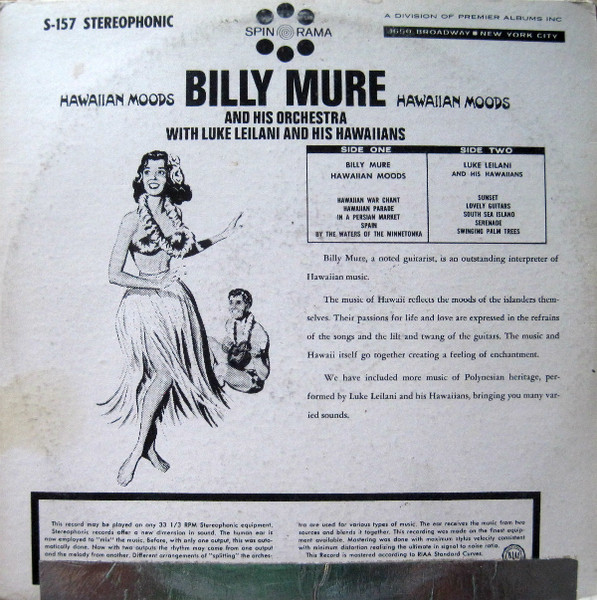 S-157 STEREOPHONIC
SPIN O RAMA
A DIVISION OF PREMIER ALBUMS INC
3650 BROADWAY ■ NEW YORK CITY
HAWAIIAN MOODS BILLY MURE HAWAIIAN MOODS
AND HIS ORCHESTRA
WITH LUKE LEILANI AND HIS HAWAIIANS
SIDE ONE
BILLY MURE
HAWAIIAN MOODS
HAWAIIAN WAR CHANT
HAWAIIAN PARADE
IN A PERSIAN MARKET
SPAIN
BY THE WATERS OF THE MINNETONKA
SIDE TWO
LUKE LEILANI
AND HIS HAWAIIANS
SUNSET
LOVELY GUITARS
SOUTH SEA ISLAND
SERENADE
SWINGING PALM TREES
Billy Mure, a noted guitarist, is an outstanding interpreter of
Hawaiian music.
The music of Hawaii reflects the moods of the islanders them-
selves. Their passions for life and love are expressed in the refrains
of the songs and the lilt and twang of the guitars. The music and
Hawaii itself go together creating a feeling of enchantment.
We have included more music of Polynesian heritage, per-
formed by Luke Leilani and his Hawaiians, bringing you many var-
ied sounds.
This record may be played on any 33 1/3 RPM Stereophonic equipment.
Stereophonic records offer a new dimension in sound. The human ear is
now employed to "mix" the music. Before, with only one output, this was auto-
matically done. Now with two outputs the rhythm may come from one output
and the melody from another. Different arrangements of "splitting" the orches-
tra are used for various types of music. The ear receives the music from two
sources and blends it together. This recording was made on the finest equip-
ment available. Mastering was done with maximum stylus velocity consistent
with minimum distortion realizing the ultimate in signal to noise ratio.
This Record is mastered according to RIAA Standard Curves.